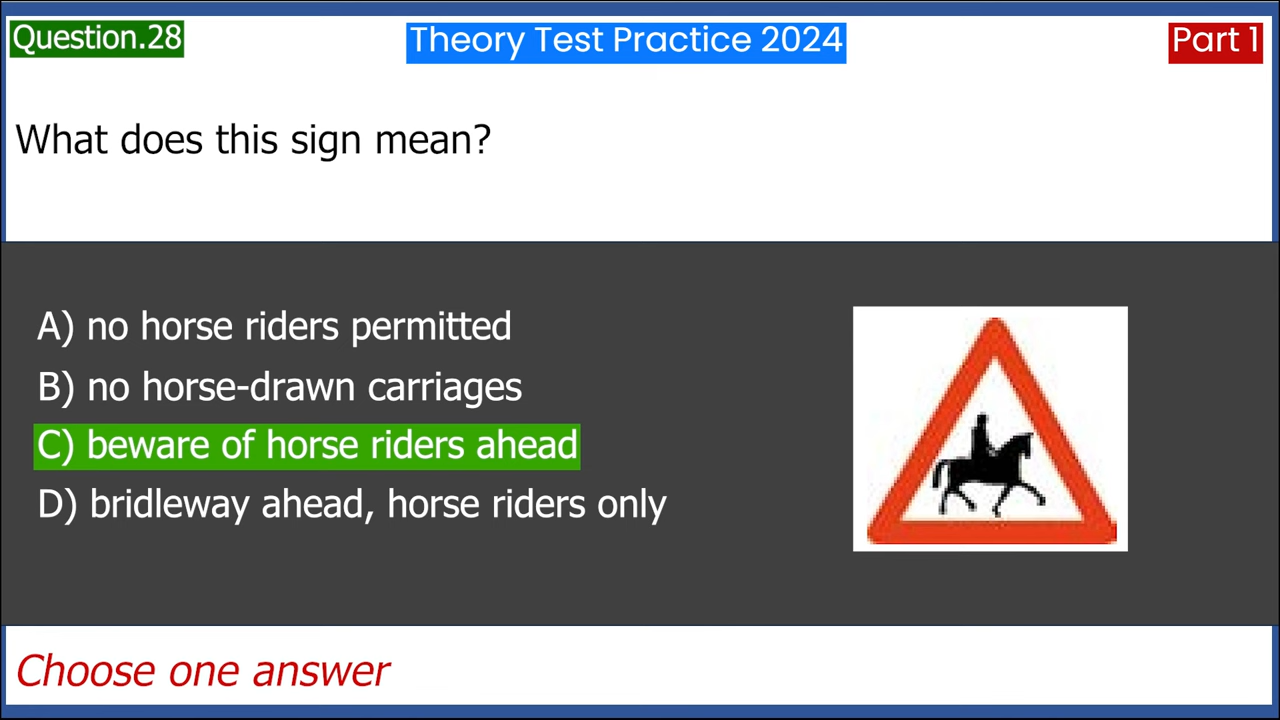 Question.28
Theory Test Practice 2024
Part 1
What does this sign mean?
A) no horse riders permitted
B) no horse-drawn carriages
C) beware of horse riders ahead
D) bridleway ahead, horse riders only
Choose one answer